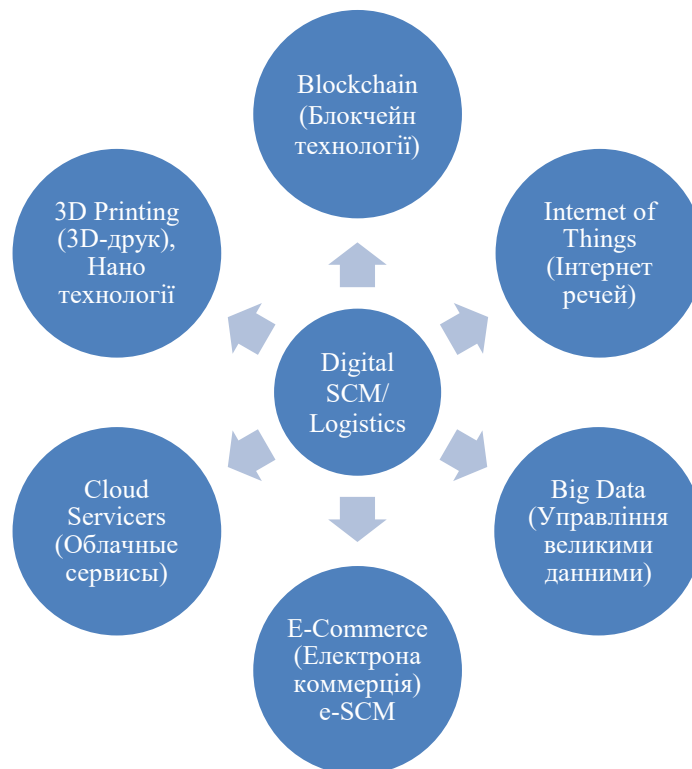 Blockchain
(Блокчейн
технології)
3D Printing
(3D-друк),
Нано
технології
Internet of
Things
(Інтернет
речей)
Digital
SCM/
Logistics
Cloud
Servicers
(Облачные
сервисы)
Big Data
(Управління
великими
данними)
E-Commerce
(Електрона
коммерція)
e-SCM